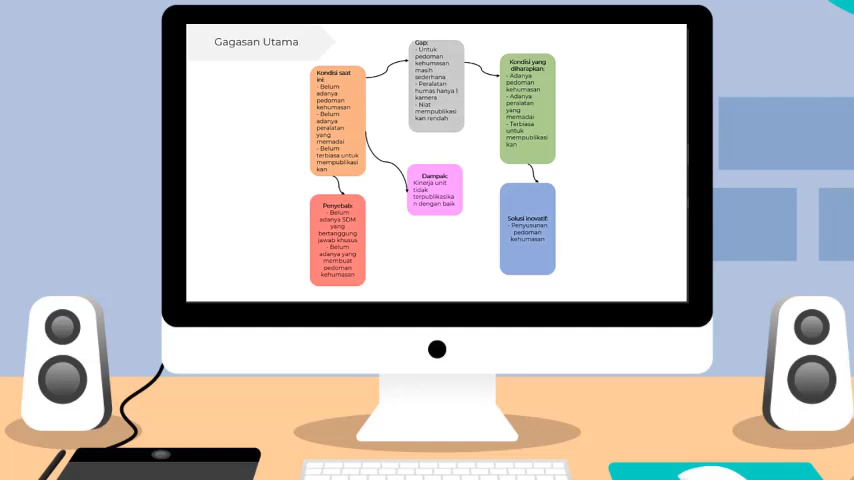 Gagasan Utama
Kondisi saat
ini:
- Belum
adanya
pedoman
kehumasan
- Belum
adanya
peralatan
yang
memadai
- Belum
terbiasa untuk
mempublikasi
kan
Penyebab:
- Belum
adanya SDM
yang
bertanggung
jawab khusus
- Belum
adanya yang
membuat
pedoman
kehumasan
Gap:
- Untuk
pedoman
kehumasan
masih
sederhana
- Peralatan
humas hanya 1
kamera
- Niat
mempublikasi
kan rendah
Dampak:
Kinerja unit
tidak
terpublikasika
n dengan baik
Kondisi yang
diharapkan:
- Adanya
pedoman
kehumasan
- Adanya
peralatan
yang
memadai
- Terbiasa
untuk
mempublikasi
kan
Solusi inovatif:
- Penyusunan
pedoman
kehumasan